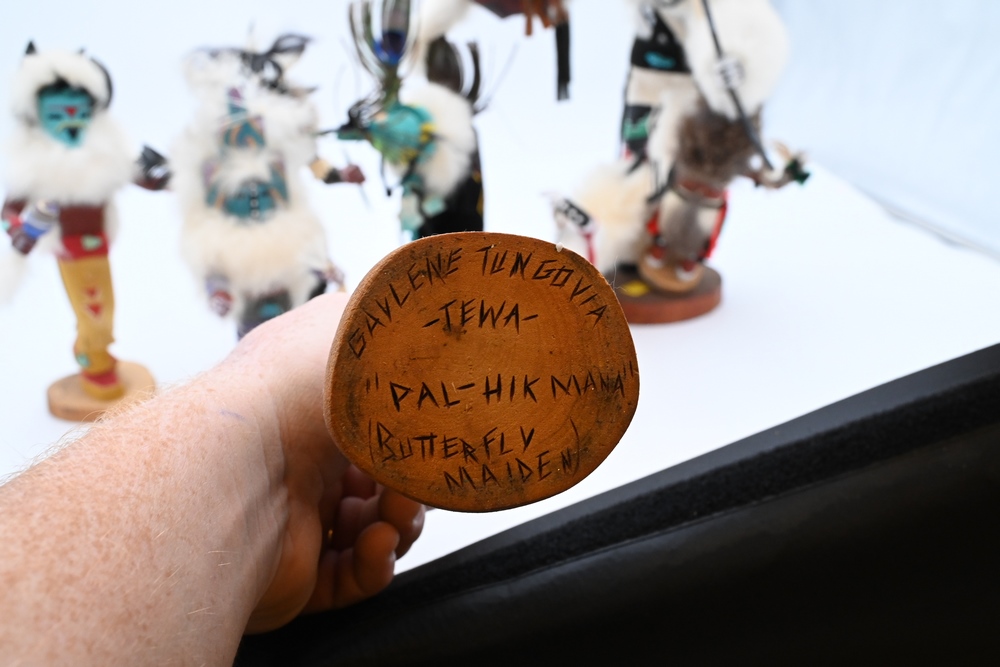 GAYLENE TUNGOVIA
-TEWA-
"PAL-HIK MANA"
(BUTTERFLY
MAIDEN)